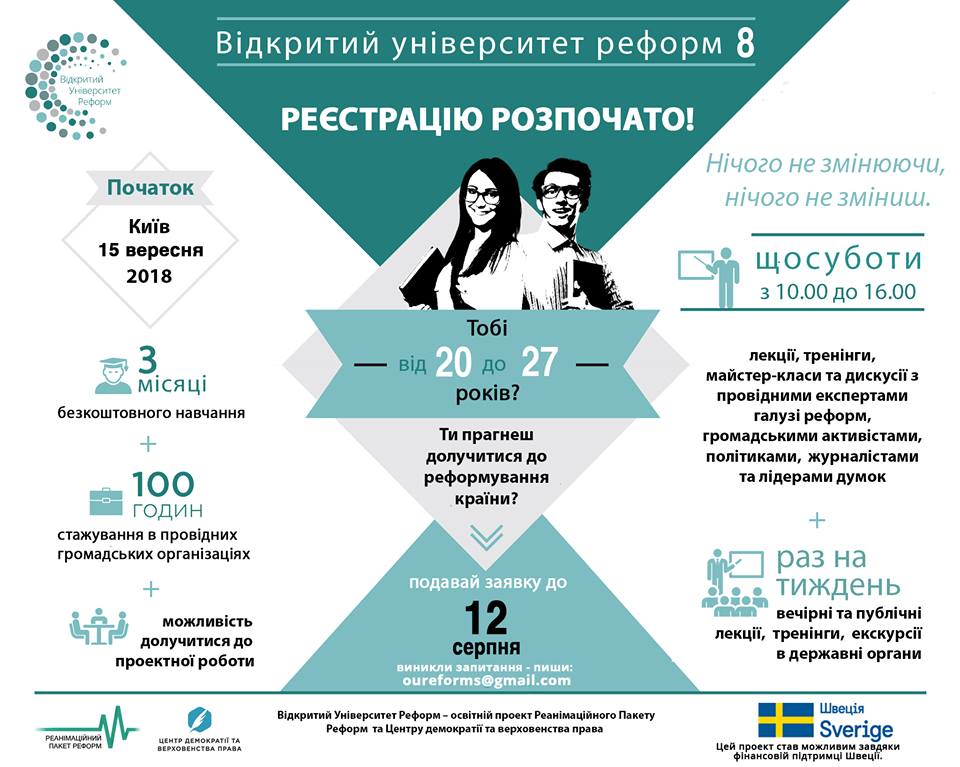 Відкритий університет реформ 8
Відкритий
Університет
Реформ
РЕЄСТРАЦІЮ РОЗПОЧАТО!
Початок
Київ
15 вересня
2018
3
місяці
безкоштовного навчання
+
100
ГОДИН
стажування в провідних
громадських організаціях
+
можливість
долучитися до
проектної роботи
Тобі
від 20 до 27
років?
Ти прагнеш
долучитися до
реформування
країни?
подавай заявку до
12
серпня
виникли запитання - пиши:
oureforms@gmail.com
Нічого не змінюючи,
нічого не зміниш.
щосуботи
з 10.00 до 16.00
лекції, тренінги,
майстер-класи та дискусії з
провідними експертами
галузі реформ,
громадськими активістами,
політиками, журналістами
та лідерами думок
+
раз на
тиждень
вечірні та публічні
лекції, тренінги, екскурсії
в державні органи
РЕАНІМАЦІЙНИЙ
ПАКЕТ РЕФОРМ
ЦЕНТР ДЕМОКРАТІЇ ТА
ВЕРХОВЕНСТВА ПРАВА
Відкритий Університет Реформ – освітній проект Реанімаційного Пакету
Реформ та Центру демократії та верховенства права
Швеція
Sverige
Цей проект став можливим завдяки
фінансовій підтримці Швеції.